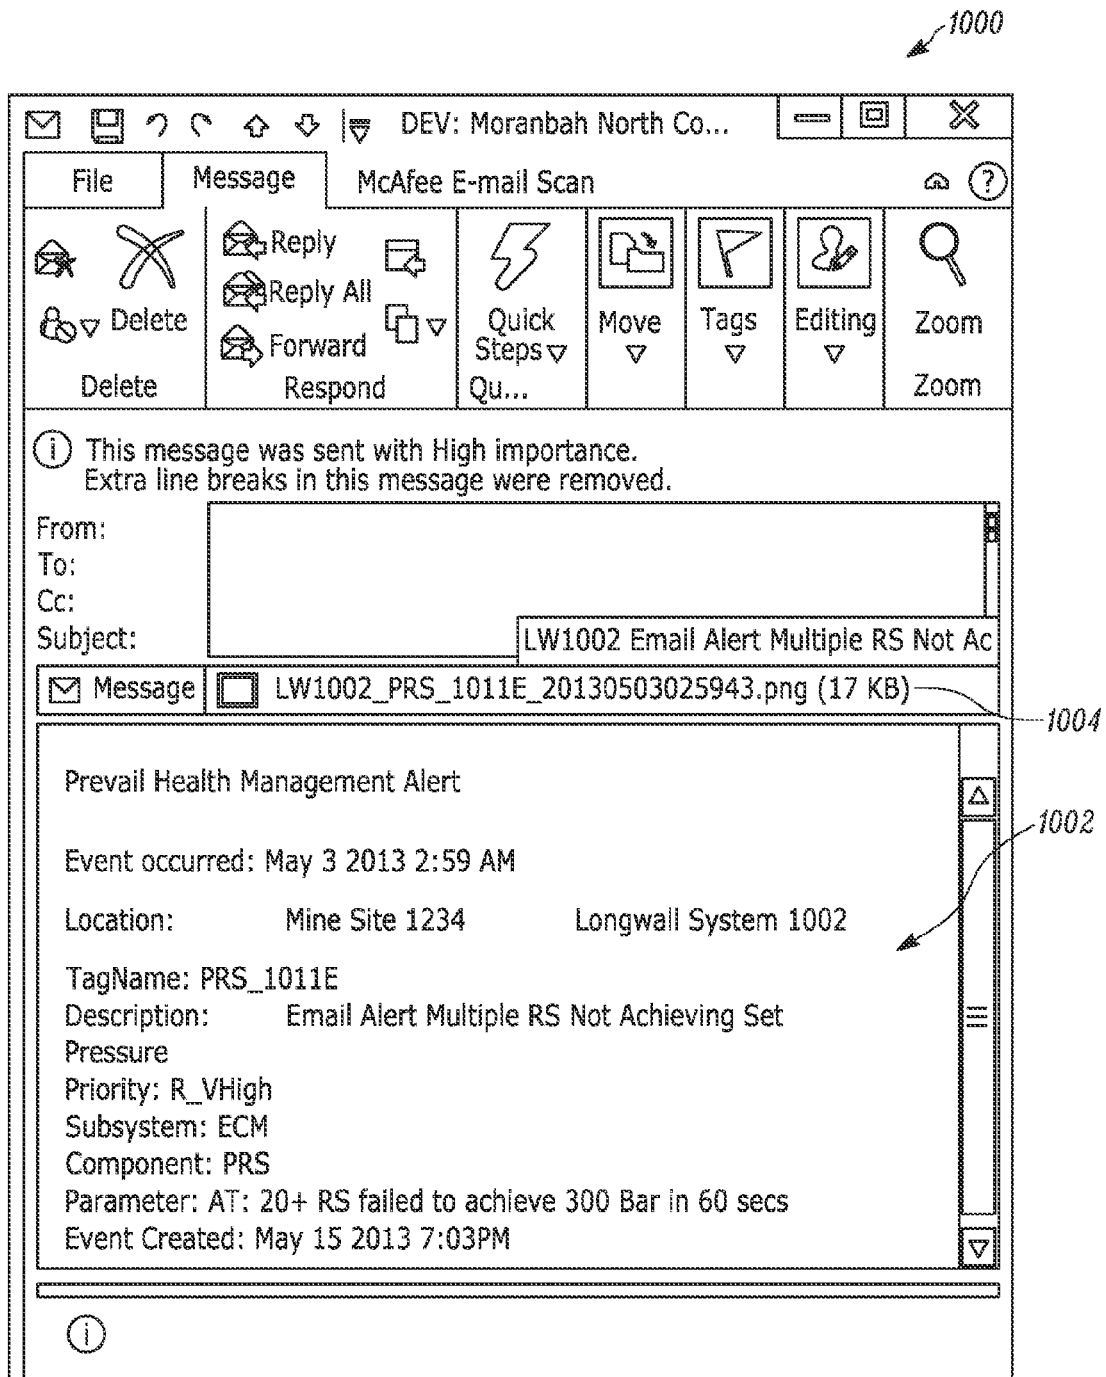 1000
DEV: Moranbah North Co...
File Message McAfee E-mail Scan ?
Reply
Reply All
Delete
Forward
Quick Steps
Move
Tags
Editing
Zoom
Delete Respond Qu... Zoom
i This message was sent with High importance.
Extra line breaks in this message were removed.
From:
To:
Cc:
Subject: LW1002 Email Alert Multiple RS Not Ac
Message LW1002_PRS_1011E_20130503025943.png (17 KB)
1004
Prevail Health Management Alert
1002
Event occurred: May 3 2013 2:59 AM
Location: Mine Site 1234 Longwall System 1002
TagName: PRS_1011E
Description: Email Alert Multiple RS Not Achieving Set
Pressure
Priority: R_VHigh
Subsystem: ECM
Component: PRS
Parameter: AT: 20+ RS failed to achieve 300 Bar in 60 secs
Event Created: May 15 2013 7:03PM
i